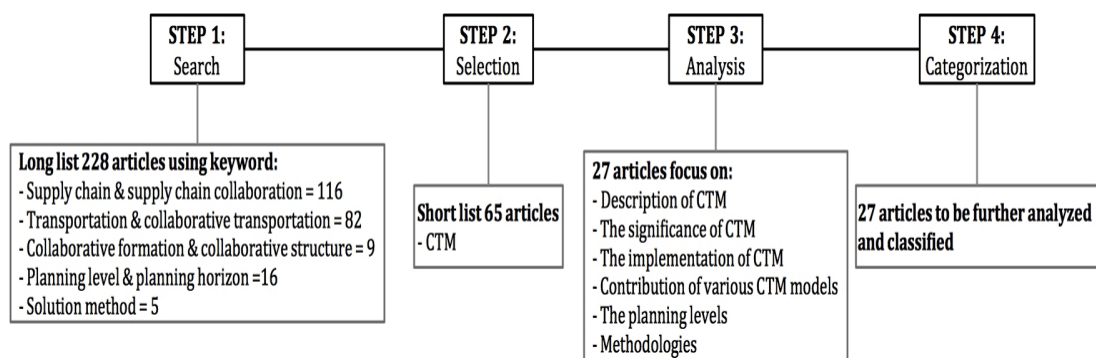 STEP 1:
Search
STEP 2:
Selection
STEP 3:
Analysis
STEP 4:
Categorization
Long list 228 articles using keyword:
- Supply chain & supply chain collaboration = 116
- Transportation & collaborative transportation = 82
- Collaborative formation & collaborative structure = 9
- Planning level & planning horizon =16
- Solution method = 5
Short list 65 articles
- CTM
27 articles focus on:
- Description of CTM
- The significance of CTM
- The implementation of CTM
- Contribution of various CTM models
- The planning levels
- Methodologies
27 articles to be further analyzed
and classified